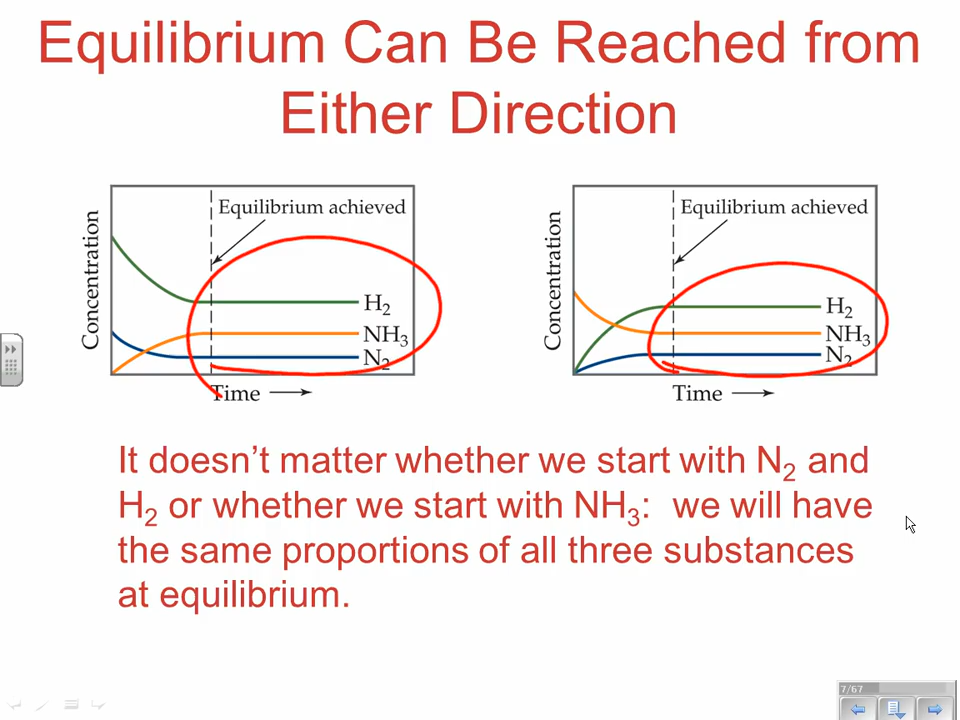 Equilibrium Can Be Reached from
Either Direction
Concentration
Equilibrium achieved
H₂
NH₃
N₂
Time
Concentration
Equilibrium achieved
H₂
NH₃
N₂
Time
It doesn't matter whether we start with N₂ and
H₂ or whether we start with NH₃: we will have
the same proportions of all three substances
at equilibrium.
7/67